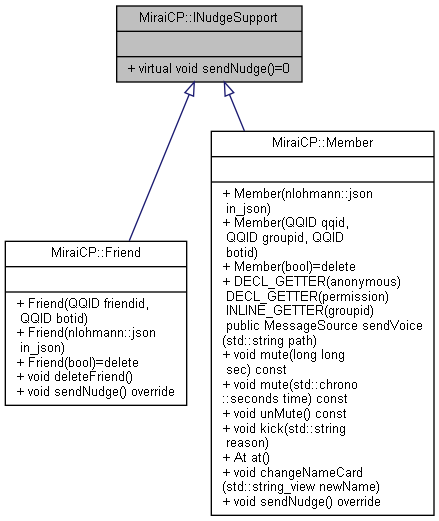 MiraiCP::INudgeSupport
+ virtual void sendNudge()=0
MiraiCP::Friend
+ Friend(QQID friendid,
QQID botid)
+ Friend(nlohmann::json
in_json)
+ Friend(bool)=delete
+ void deleteFriend()
+ void sendNudge() override
MiraiCP::Member
+ Member(nlohmann::json
in_json)
+ Member(QQID qqid,
QQID groupid, QQID
botid)
+ Member(bool)=delete
+ DECL_GETTER(anonymous)
DECL_GETTER(permission)
INLINE_GETTER(groupid)
public MessageSource sendVoice
(std::string path)
+ void mute(long long
sec) const
+ void mute(std::chrono
::seconds time) const
+ void unMute() const
+ void kick(std::string
reason)
+ At at()
+ void changeNameCard
(std::string_view newName)
+ void sendNudge() override